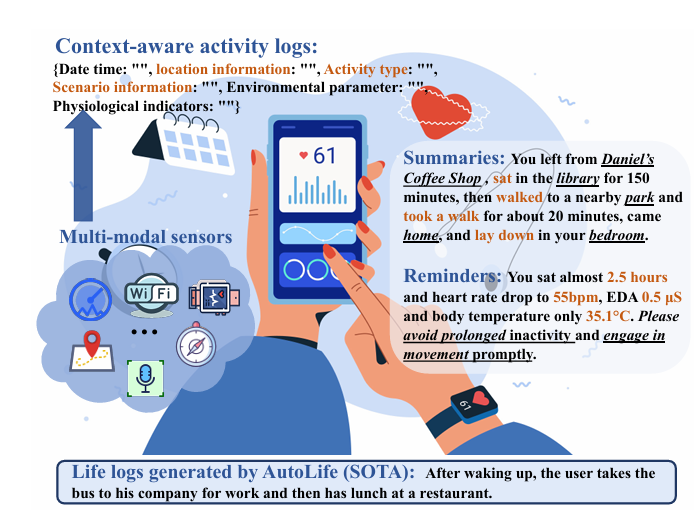 Context-aware activity logs:
{Date time: "", location information: "", Activity type: "",
Scenario information: "", Environmental parameter: "",
Physiological indicators: ""}
61
Summaries: You left from Daniel's
Coffee Shop , sat in the library for 150
minutes, then walked to a nearby park and
took a walk for about 20 minutes, came
home, and lay down in your bedroom.
Multi-modal sensors
WiFi
Reminders: You sat almost 2.5 hours
and heart rate drop to 55bpm, EDA 0.5 μS
and body temperature only 35.1°C. Please
avoid prolonged inactivity and engage in
movement promptly.
61
Life logs generated by AutoLife (SOTA): After waking up, the user takes the
bus to his company for work and then has lunch at a restaurant.